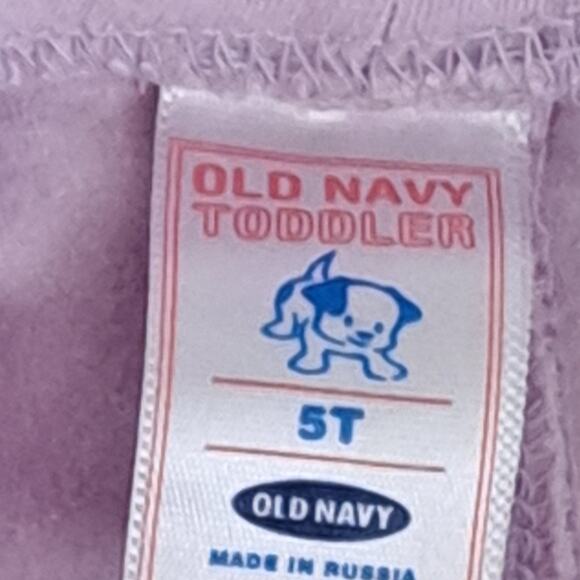 OLD NAVY
TODDLER
5T
OLD NAVY
MADE IN RUSSIA